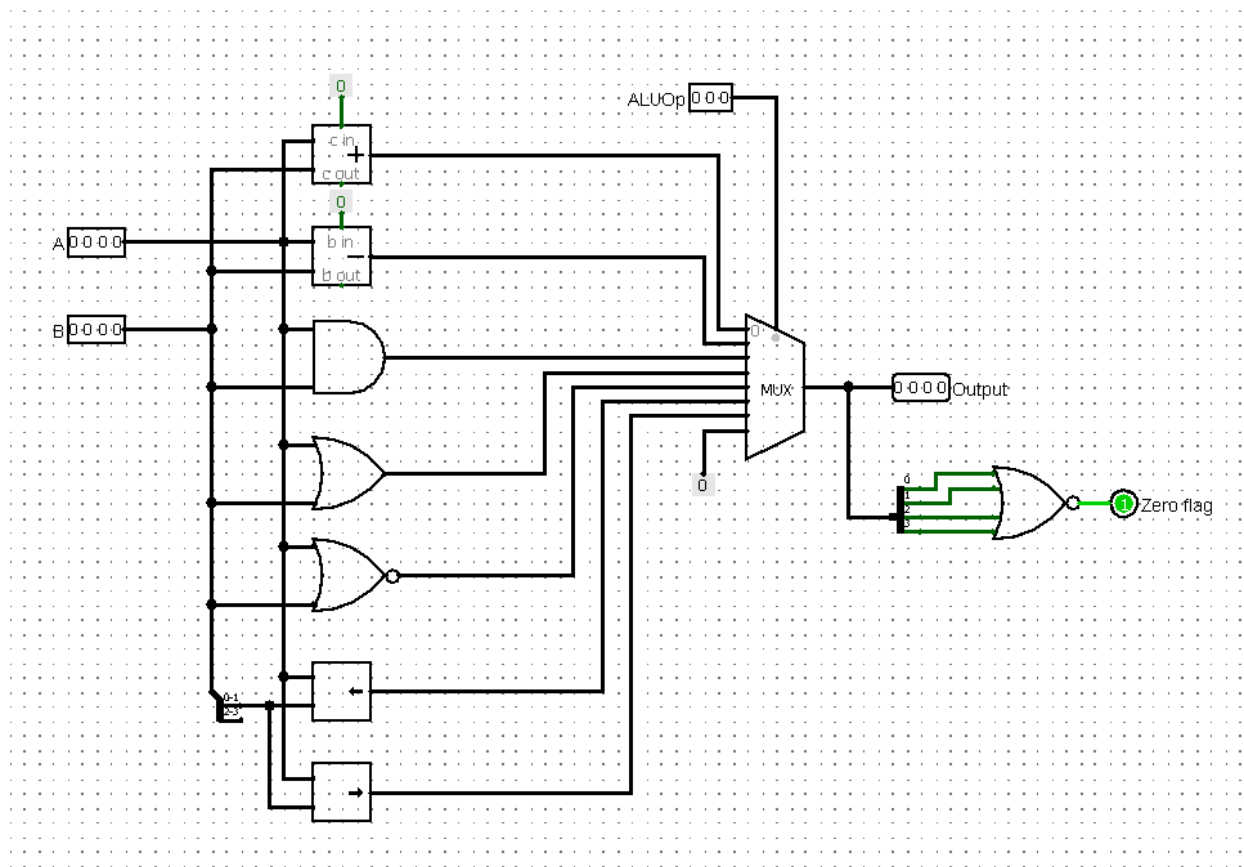 0
ALUOp 0 0 0
c in
+
c out
0
A 0 0 0 0
b in
−
b out
B 0 0 0 0
0
MUX
0 0 0 0 Output
0
0
1
2
3
1 Zero flag
0-1
2-3